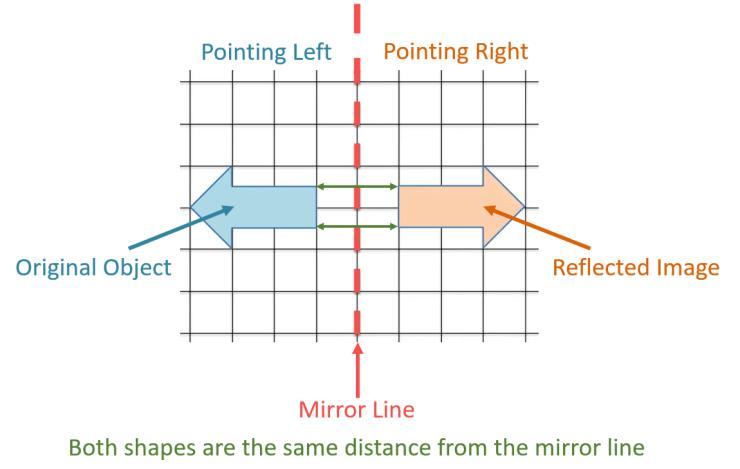 Pointing Left
Pointing Right
Original Object
Reflected Image
Mirror Line
Both shapes are the same distance from the mirror line